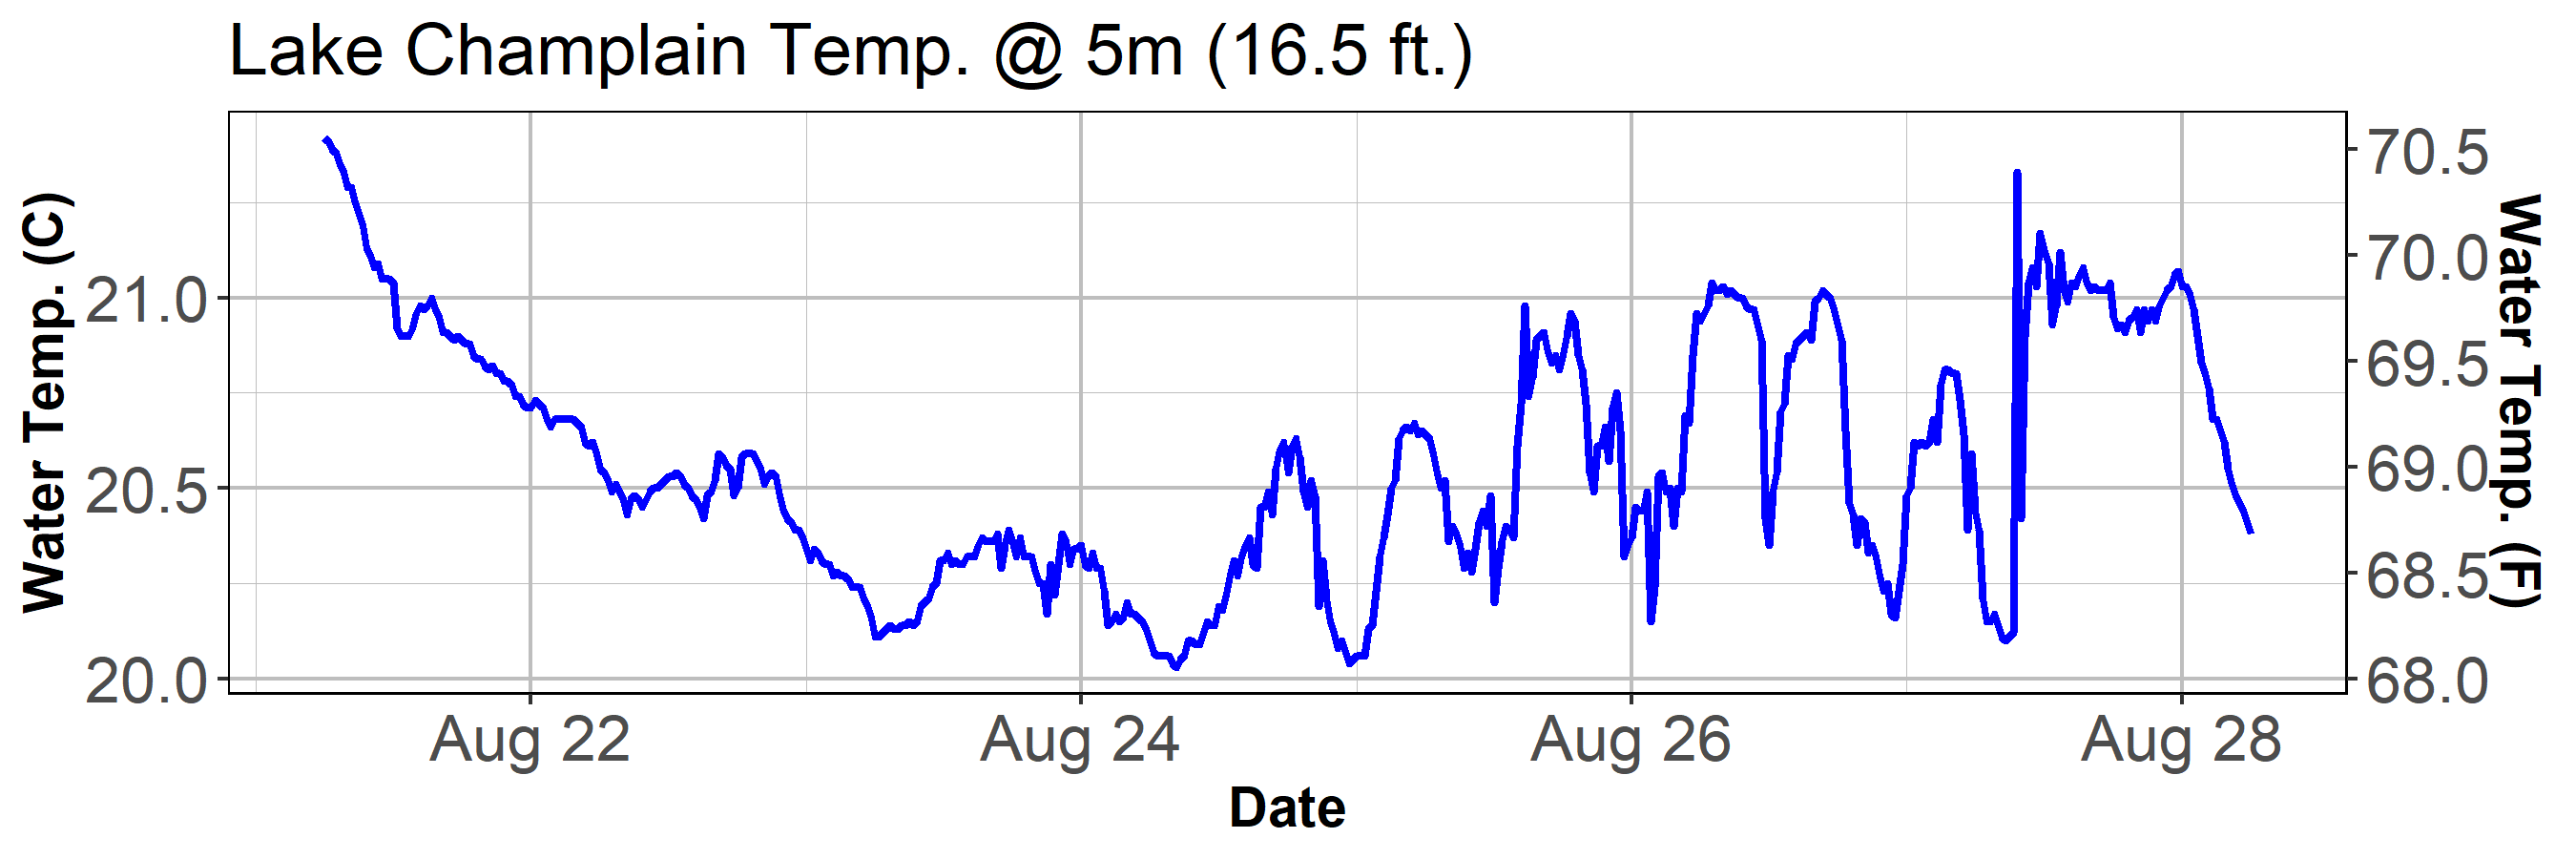 Lake Champlain Temp. @ 5m (16.5 ft.)
Water Temp. (C)
21.0
20.5
20.0
70.5
70.0
69.5
69.0
68.5
68.0
Water Temp. (F)
Aug 22
Aug 24
Aug 26
Aug 28
Date